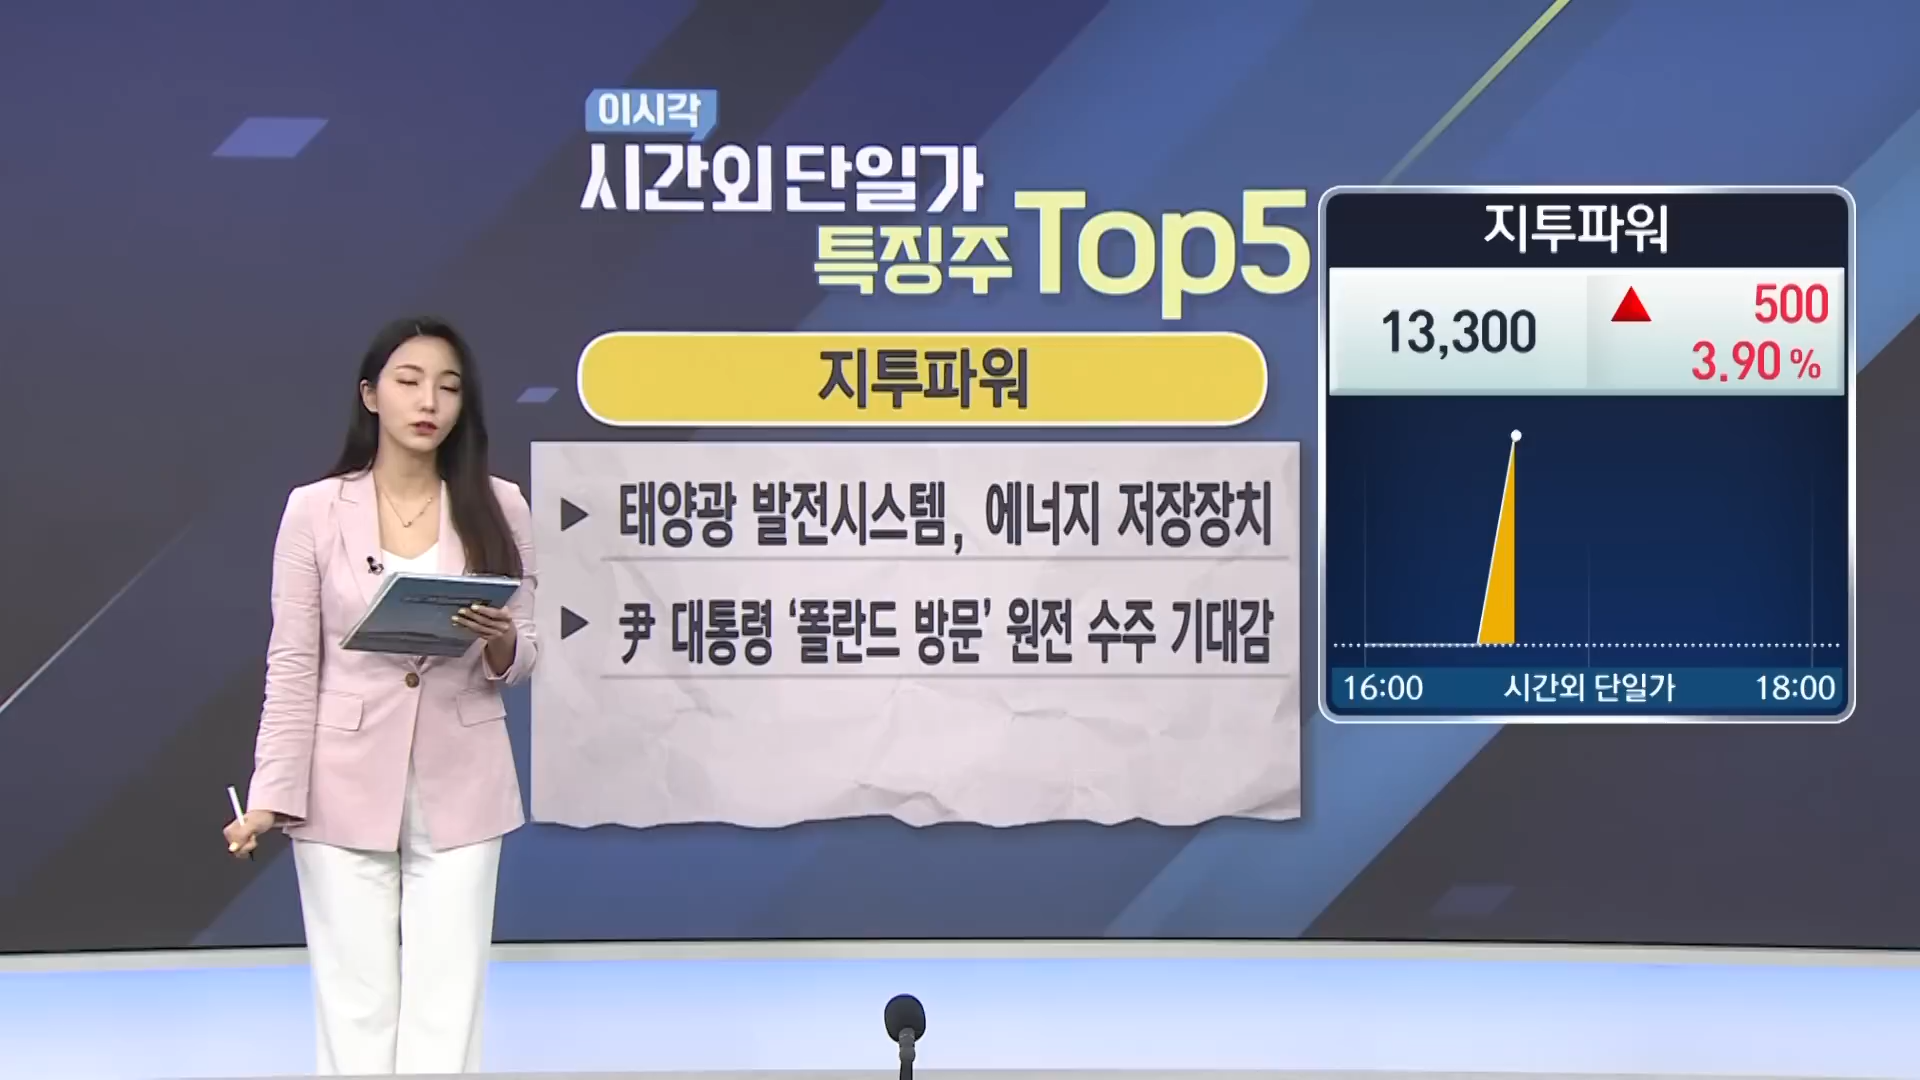 이시각
시간외 단일가
특징주 Top5
지투파워
▶ 태양광 발전시스템, 에너지 저장장치
▶ 尹 대통령 ‘폴란드 방문’ 원전 수주 기대감
지투파워
13,300 ▲ 500
3.90 %
16:00 시간외 단일가 18:00